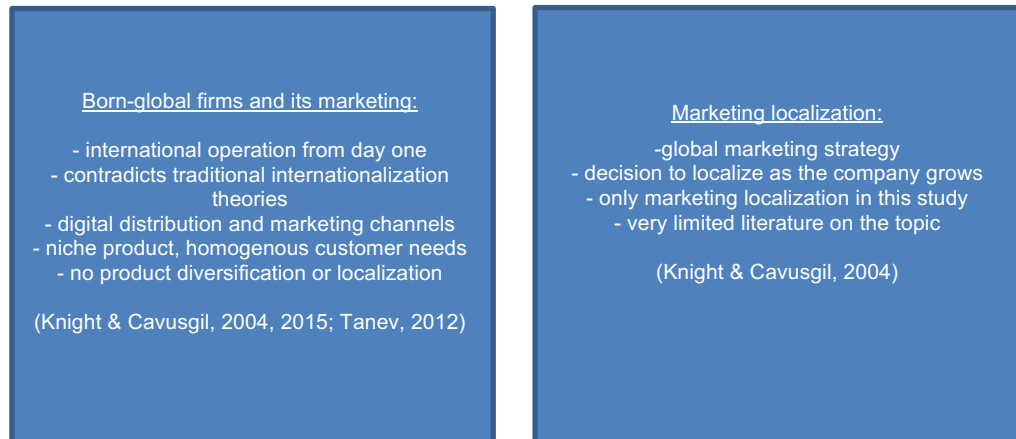 Born-global firms and its marketing:
- international operation from day one
- contradicts traditional internationalization
theories
- digital distribution and marketing channels
- niche product, homogenous customer needs
- no product diversification or localization
(Knight & Cavusgil, 2004, 2015; Tanev, 2012)
Marketing localization:
-global marketing strategy
- decision to localize as the company grows
- only marketing localization in this study
- very limited literature on the topic
(Knight & Cavusgil, 2004)